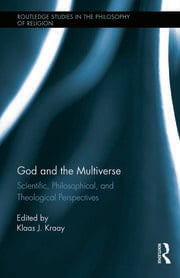 ROUTLEDGE STUDIES IN THE PHILOSOPHY
OF RELIGION
God and the Multiverse
Scientific, Philosophical, and
Theological Perspectives
Edited by
Klaas J. Kraay
ROUTLEDGE